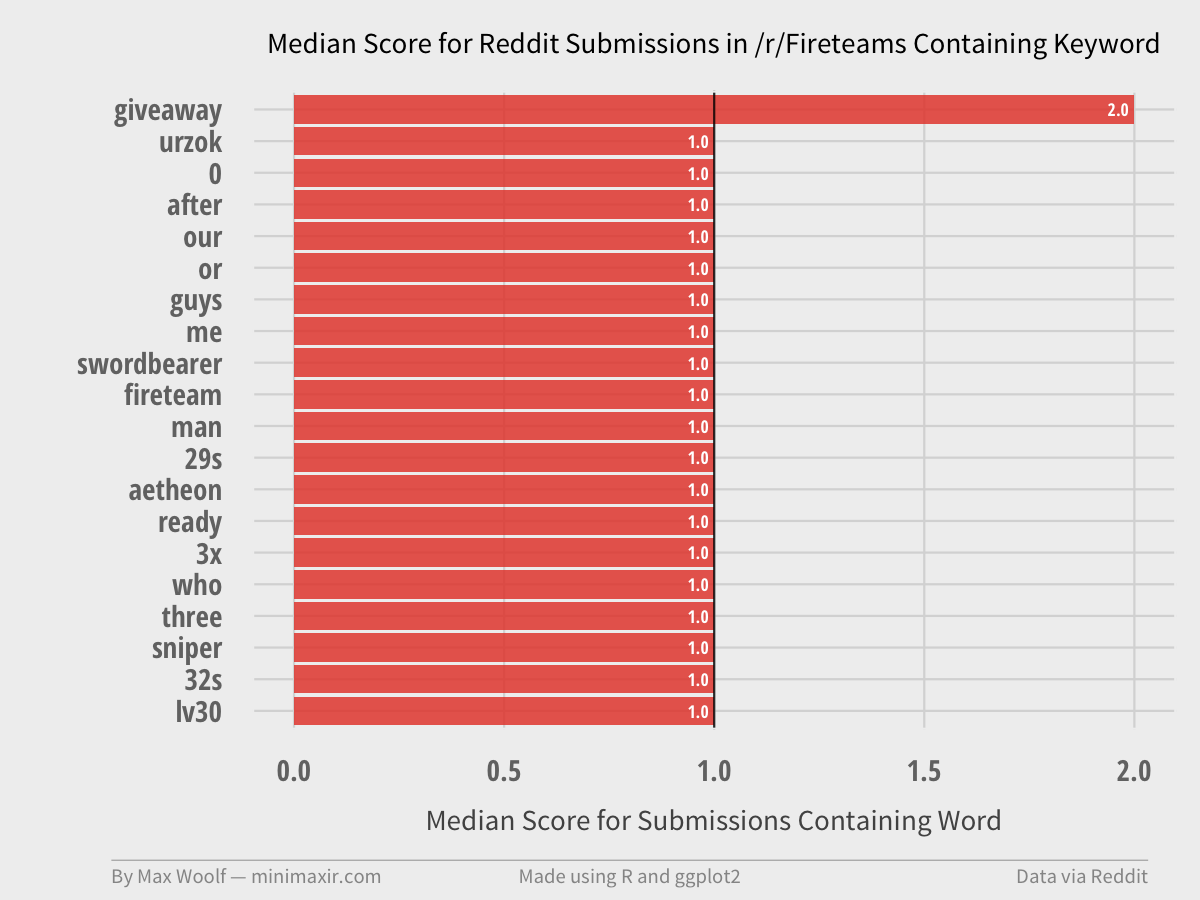 Median Score for Reddit Submissions in /r/Fireteams Containing Keyword
giveaway 2.0
urzok 1.0
0 1.0
after 1.0
our 1.0
or 1.0
guys 1.0
me 1.0
swordbearer 1.0
fireteam 1.0
man 1.0
29s 1.0
aetheon 1.0
ready 1.0
3x 1.0
who 1.0
three 1.0
sniper 1.0
32s 1.0
lv30 1.0
0.0 0.5 1.0 1.5 2.0
Median Score for Submissions Containing Word
By Max Woolf — minimaxir.com Made using R and ggplot2 Data via Reddit